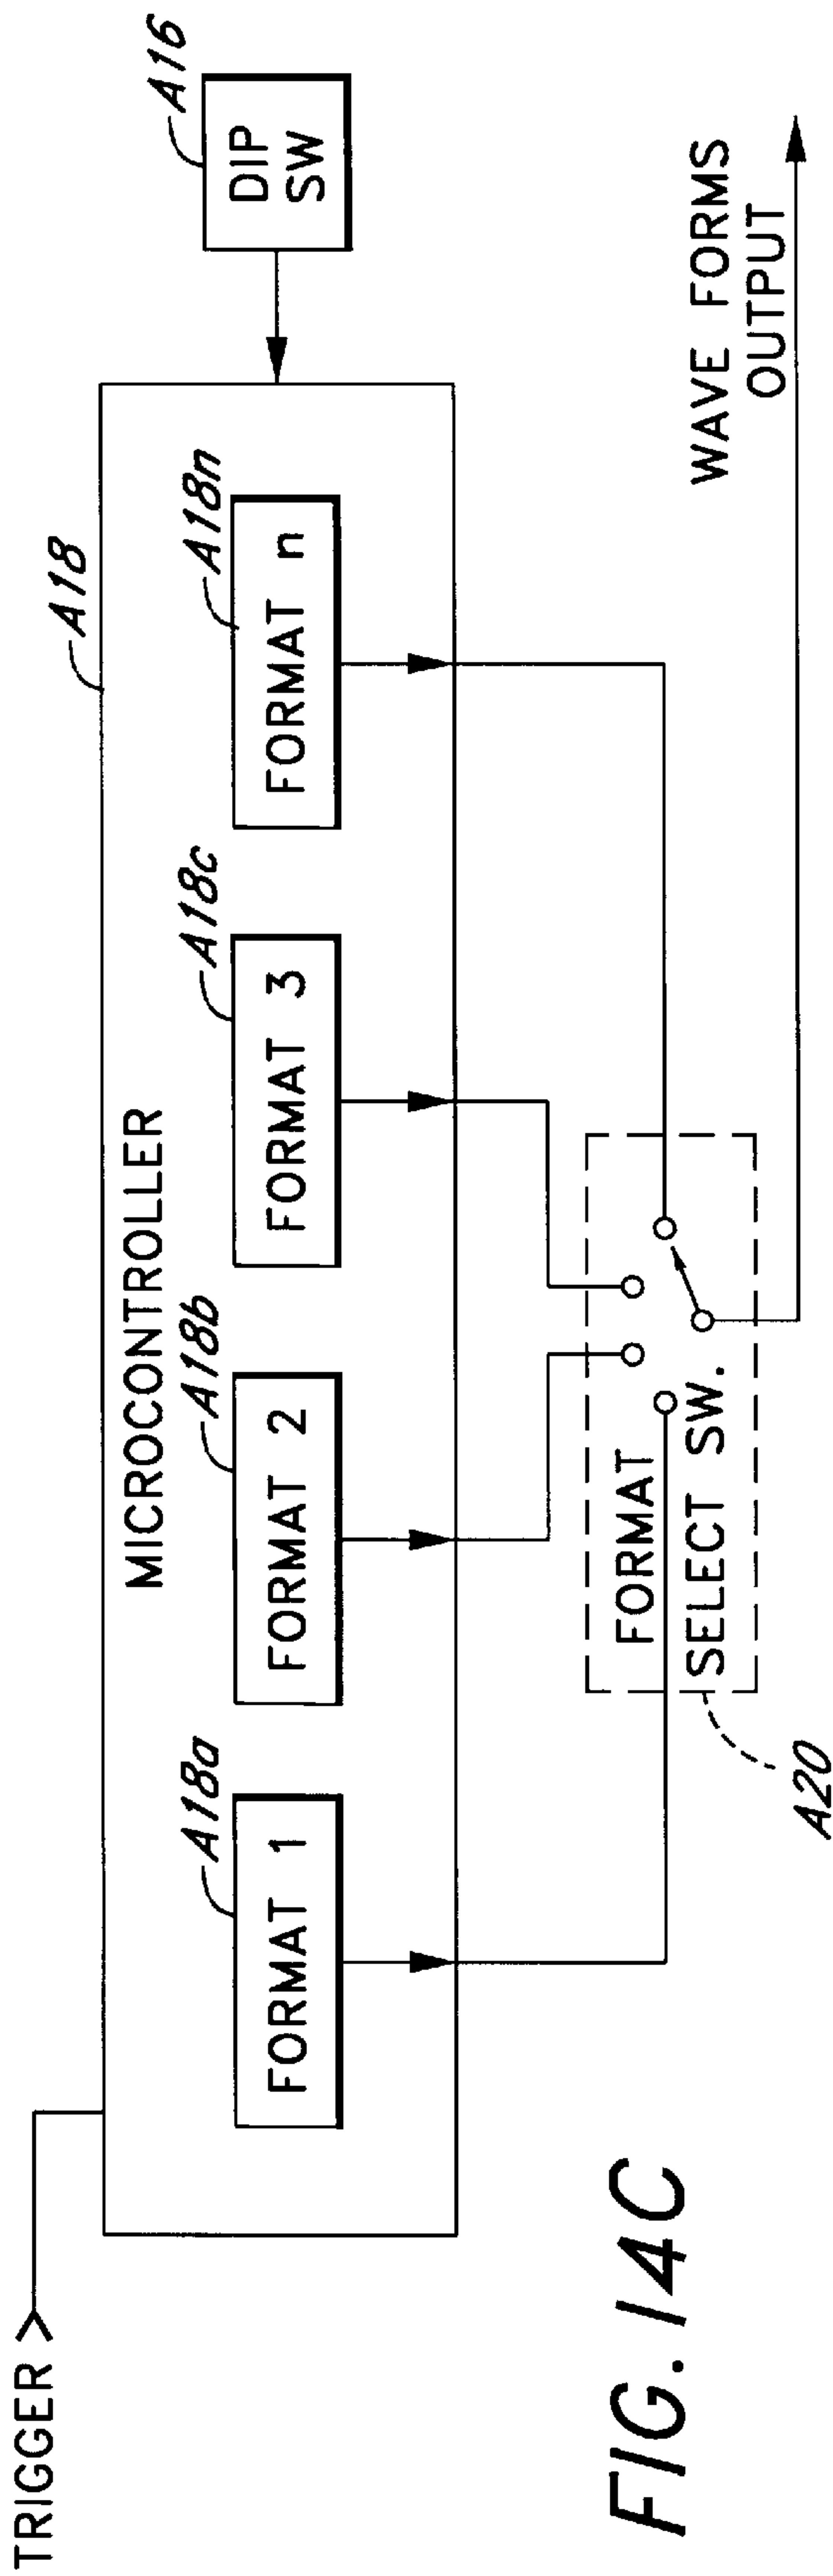 TRIGGER
A18
MICROCONTROLLER
A16
DIP
SW
A18a
A18b
A18c
A18n
FORMAT 1
FORMAT 2
FORMAT 3
FORMAT n
FORMAT
SELECT SW.
A20
WAVE FORMS
OUTPUT
FIG. 14C